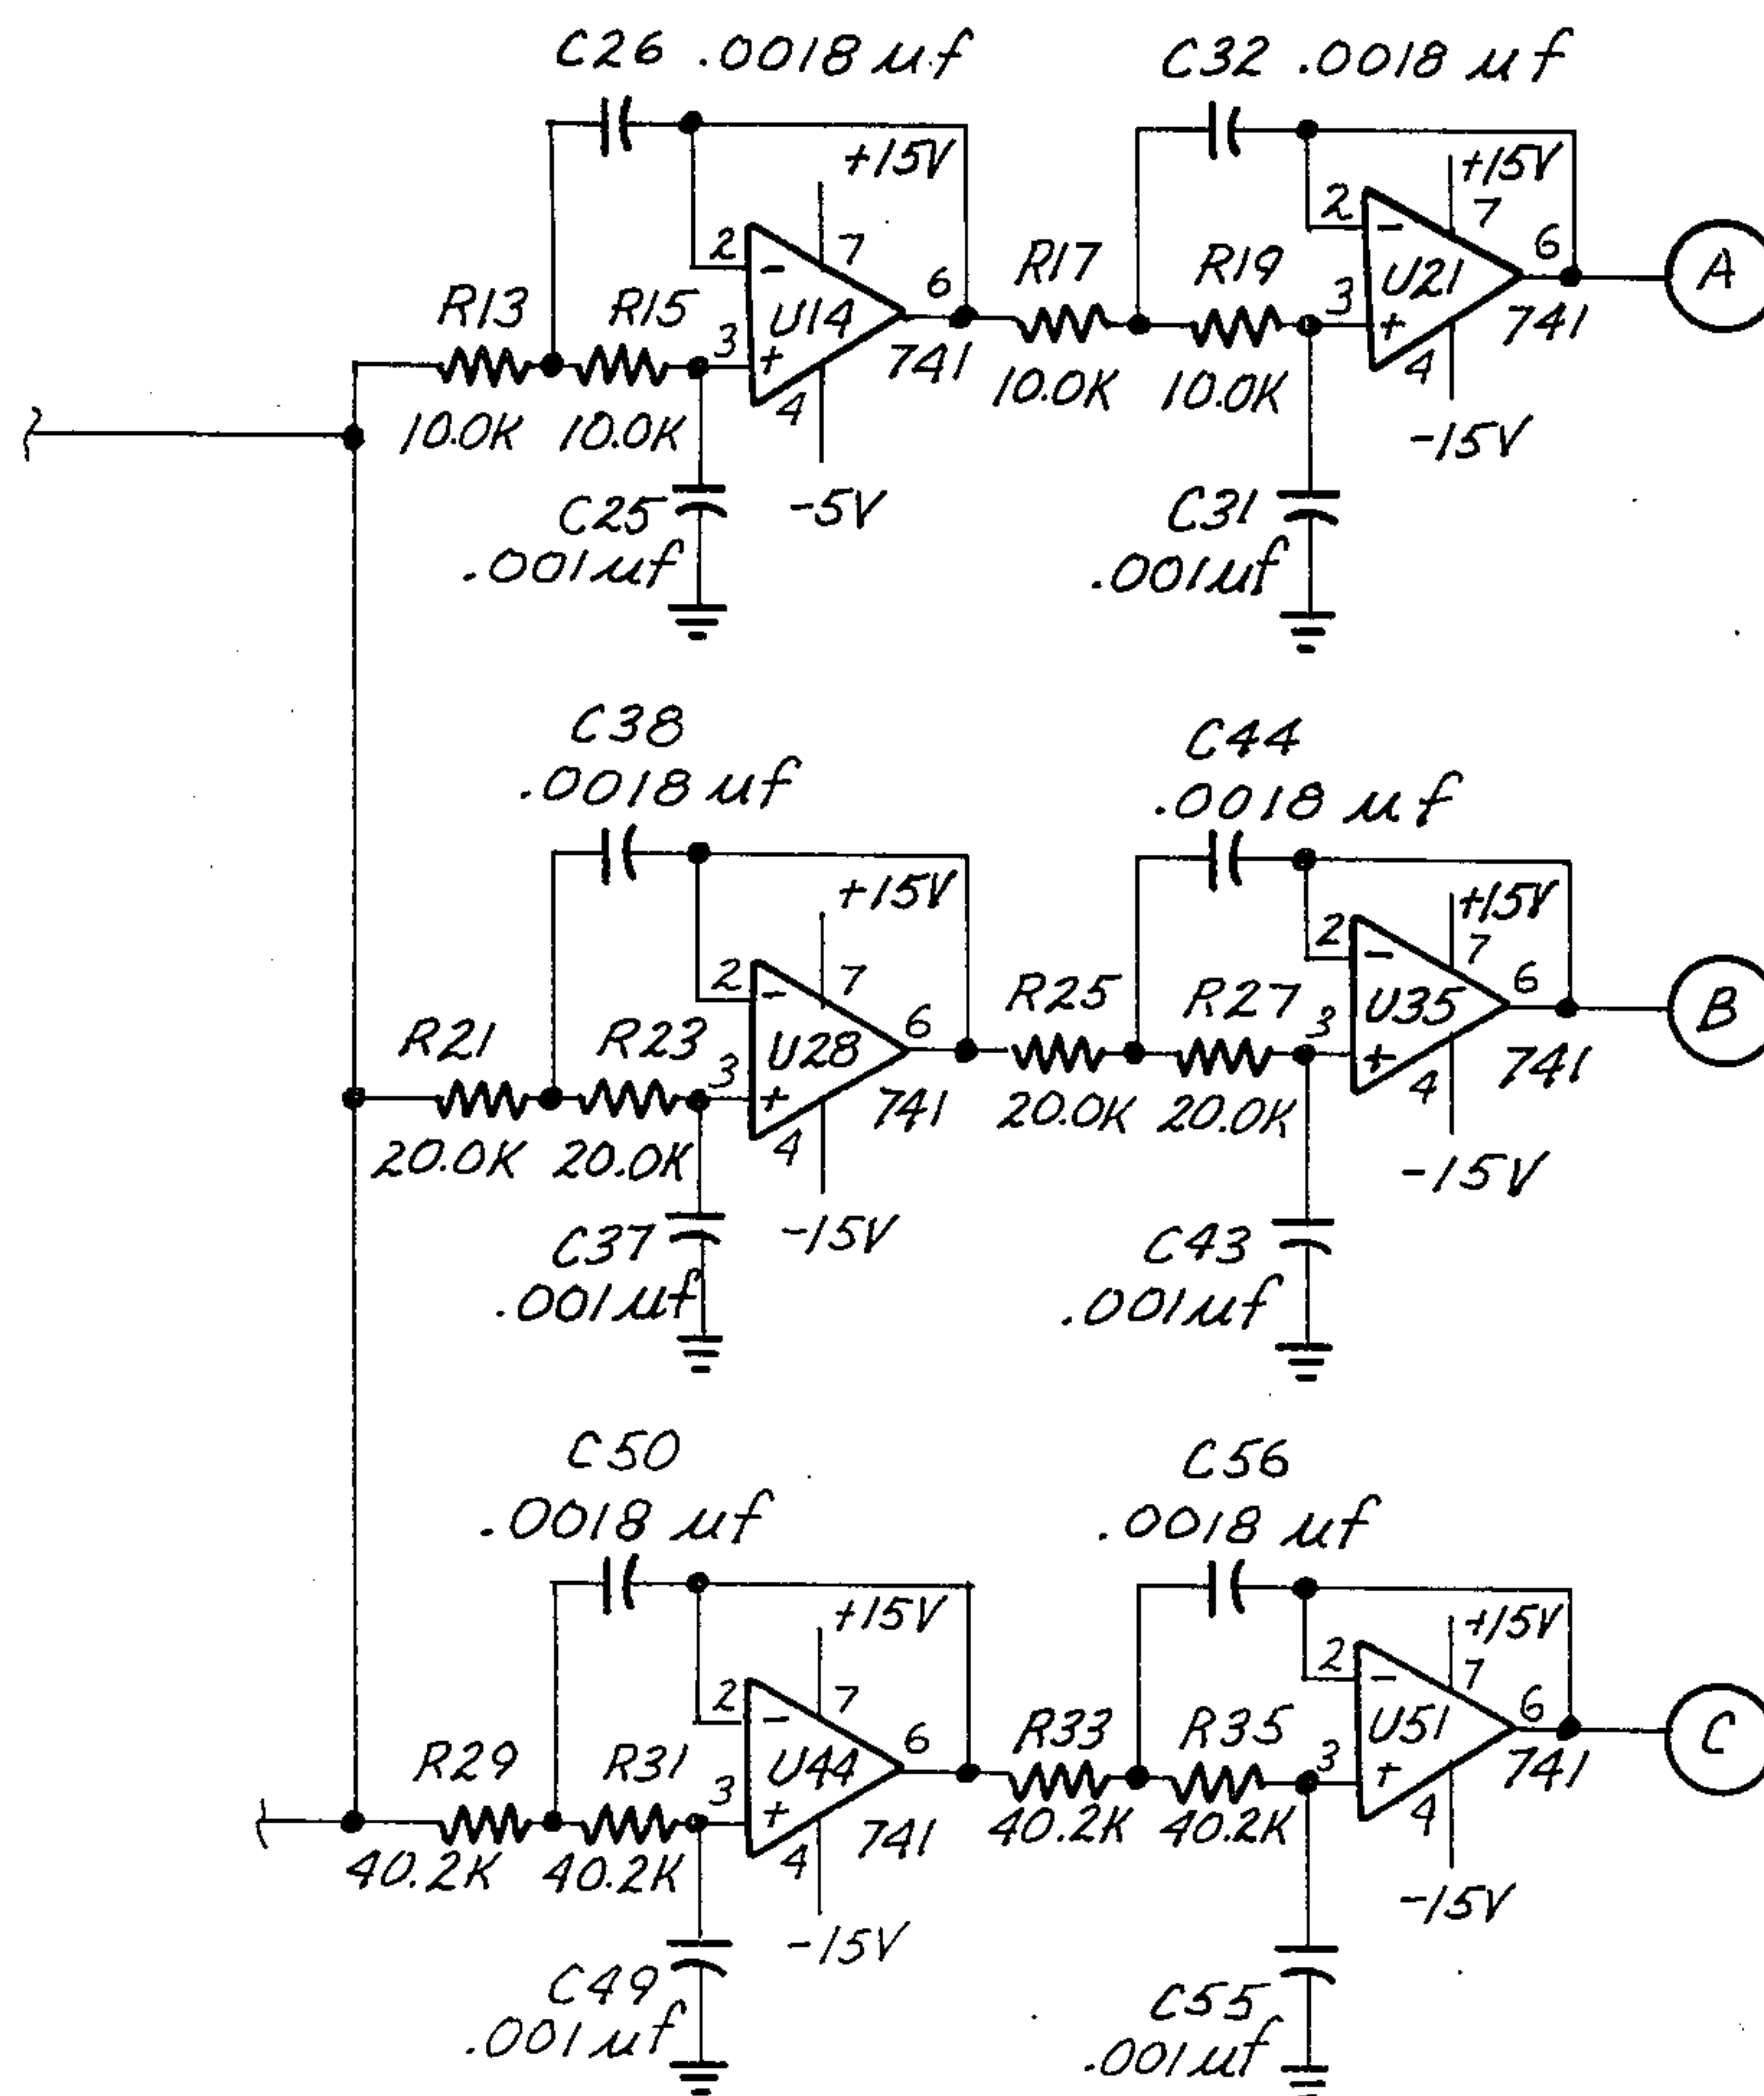 C26 .0018 µf
C32 .0018 µf
+15V
+15V
2
7
2
7
R13
R15
3
U14
6
R17
R19
3
U21
6
A
-
+
-
+
741
741
4
4
10.0K
10.0K
10.0K
10.0K
-5V
-15V
C25
.001µf
C31
.001µf
C38
.0018 µf
C44
.0018 µf
+15V
+15V
2
7
2
7
R21
R23
3
U28
6
R25
R27
3
U35
6
B
-
+
-
+
741
741
4
4
20.0K
20.0K
20.0K
20.0K
-15V
-15V
C37
.001µf
C43
.001µf
C50
.0018 µf
C56
.0018 µf
+15V
+15V
2
7
2
7
R29
R31
3
U44
6
R33
R35
3
U51
6
C
-
+
-
+
741
741
4
4
40.2K
40.2K
40.2K
40.2K
-15V
-15V
C49
.001µf
C55
.001µf